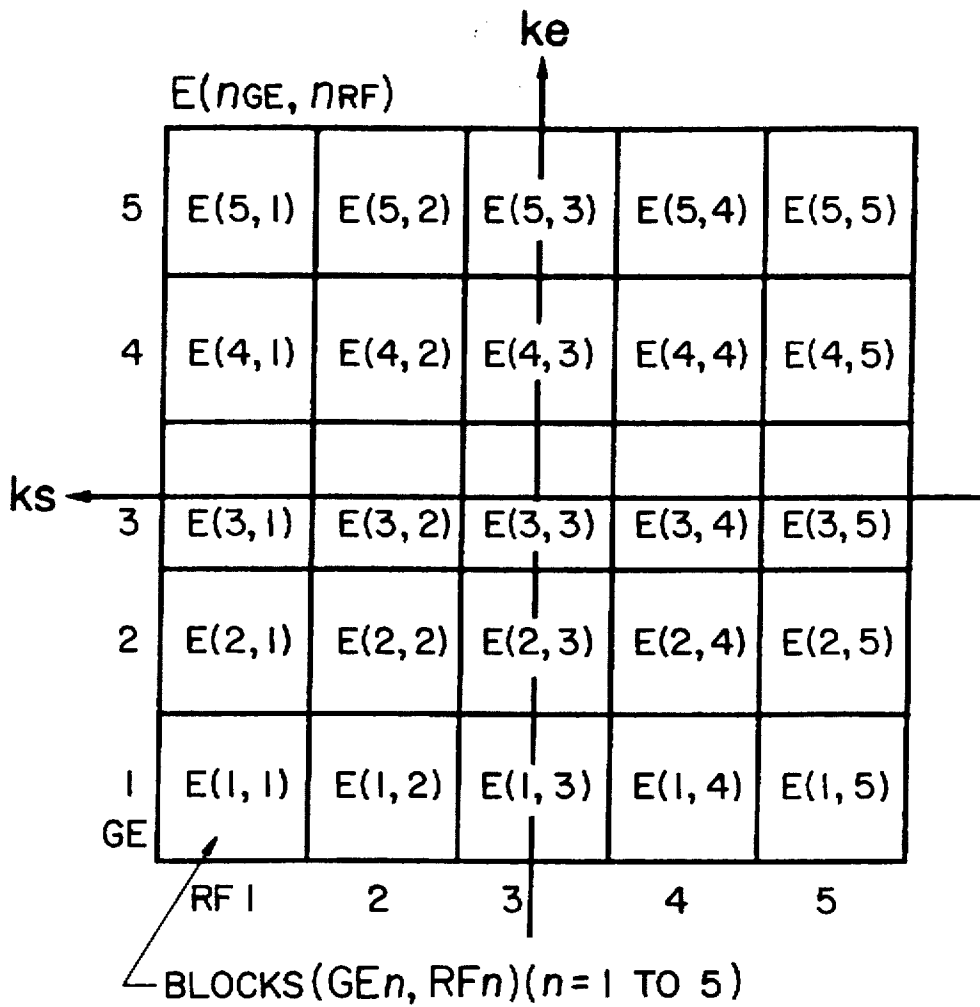 ke
E(nGE, nRF)
5 E(5,1) E(5,2) E(5,3) E(5,4) E(5,5)
4 E(4,1) E(4,2) E(4,3) E(4,4) E(4,5)
ks
3 E(3,1) E(3,2) E(3,3) E(3,4) E(3,5)
2 E(2,1) E(2,2) E(2,3) E(2,4) E(2,5)
1 E(1,1) E(1,2) E(1,3) E(1,4) E(1,5)
GE
RF 1 2 3 4 5
BLOCKS(GEn, RFn)(n=1 TO 5)